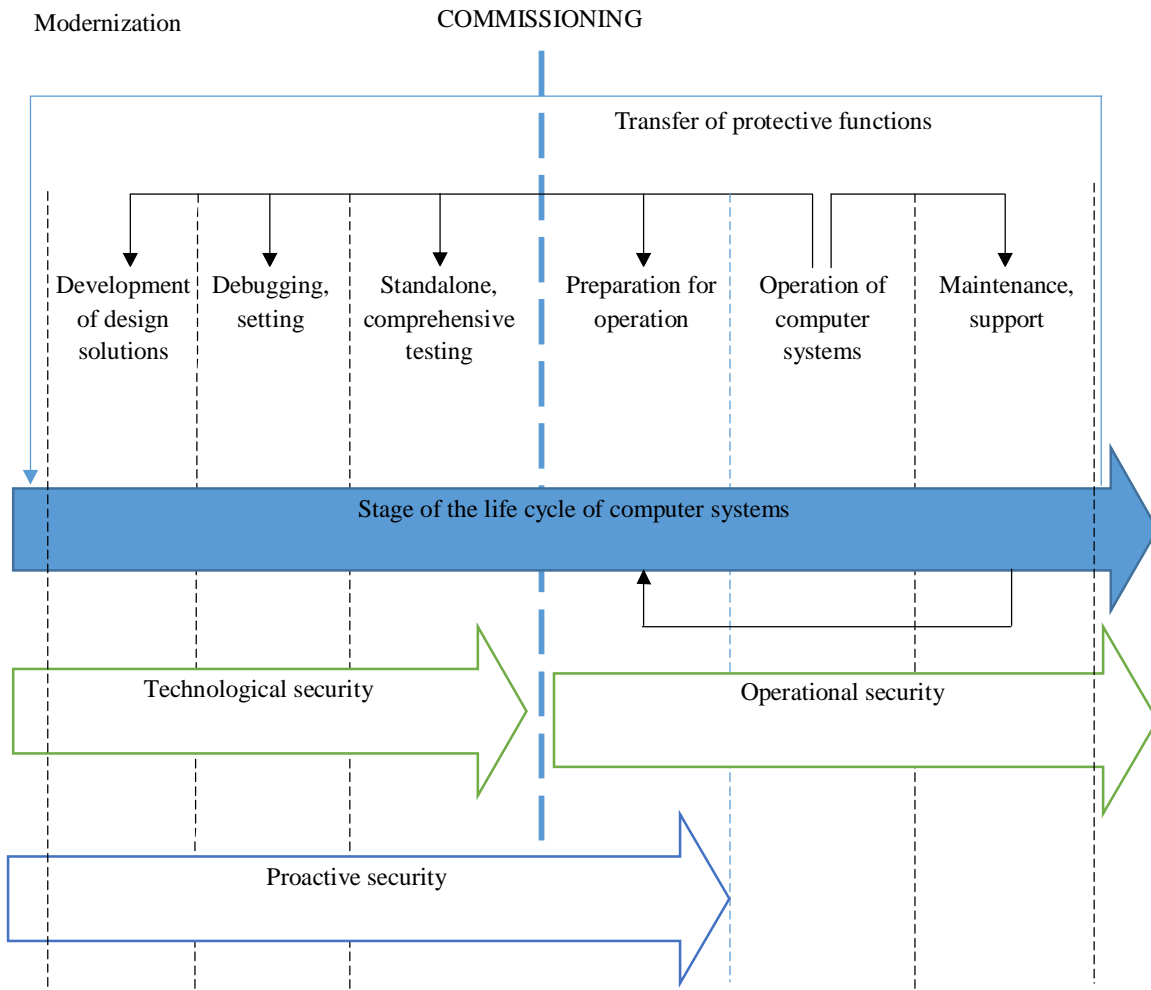 Modernization
COMMISSIONING
Transfer of protective functions
Development
of design
solutions
Debugging,
setting
Standalone,
comprehensive
testing
Preparation for
operation
Operation of
computer
systems
Maintenance,
support
Stage of the life cycle of computer systems
Technological security
Operational security
Proactive security